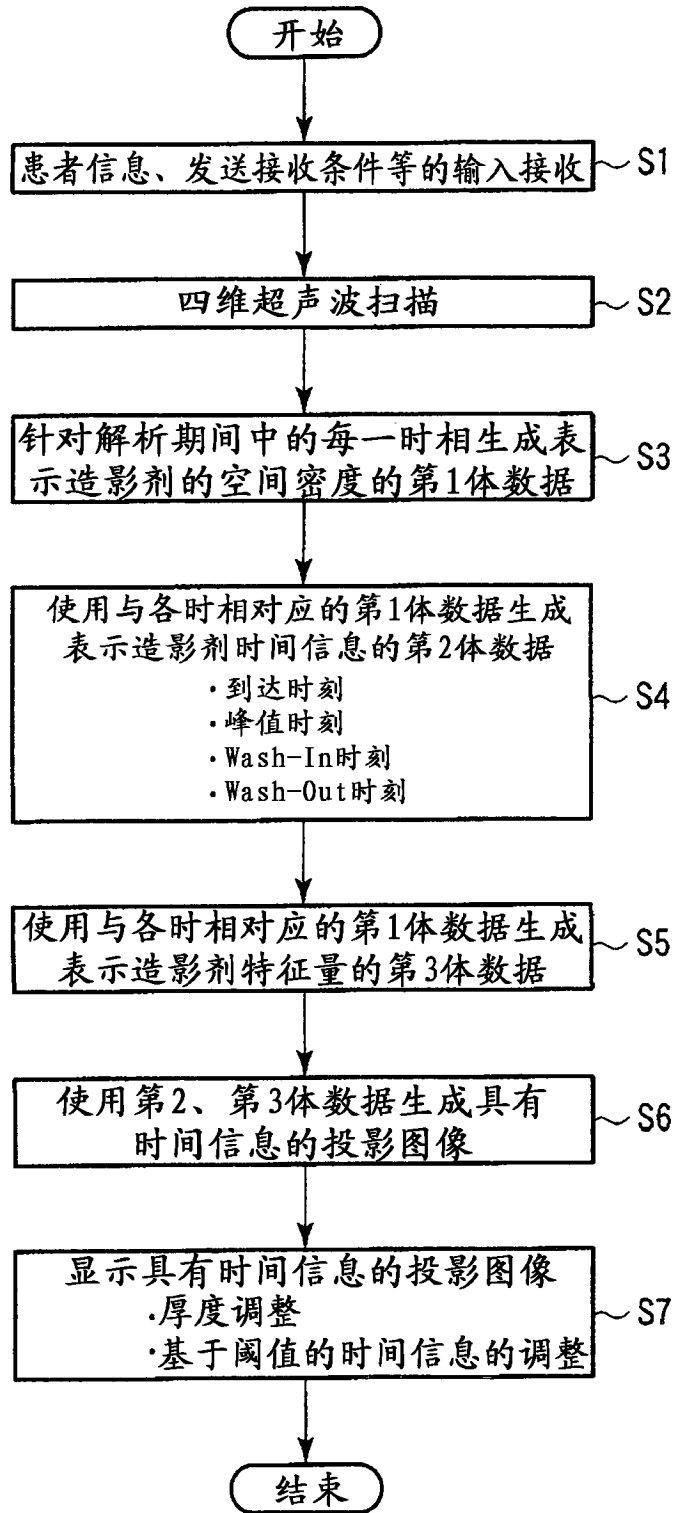 开始
患者信息、发送接收条件等的输入接收
S1
四维超声波扫描
S2
针对解析期间中的每一时相生成表
示造影剂的空间密度的第1体数据
S3
使用与各时相对应的第1体数据生成
表示造影剂时间信息的第2体数据
·到达时刻
·峰值时刻
·Wash-In时刻
·Wash-Out时刻
S4
使用与各时相对应的第1体数据生成
表示造影剂特征量的第3体数据
S5
使用第2、第3体数据生成具有
时间信息的投影图像
S6
显示具有时间信息的投影图像
·厚度调整
·基于阈值的时间信息的调整
S7
结束